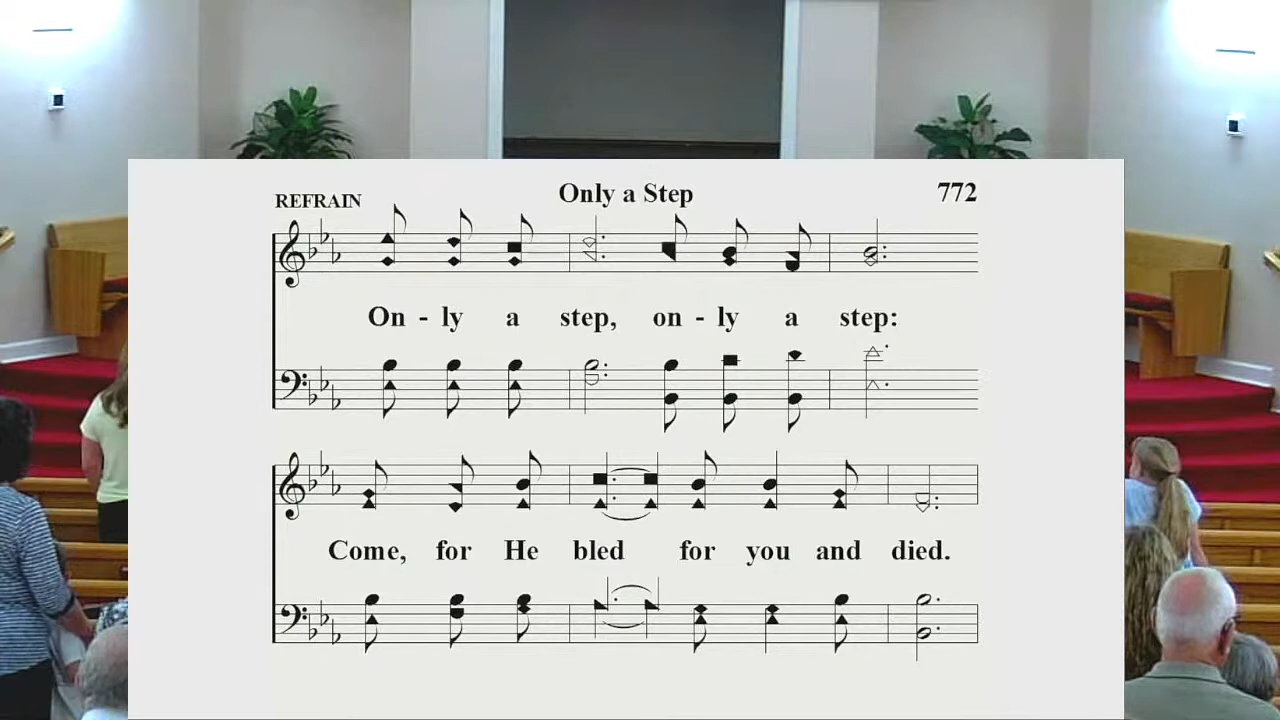 Only a Step
772
REFRAIN
On - ly a step, on - ly a step:
Come, for He bled for you and died.